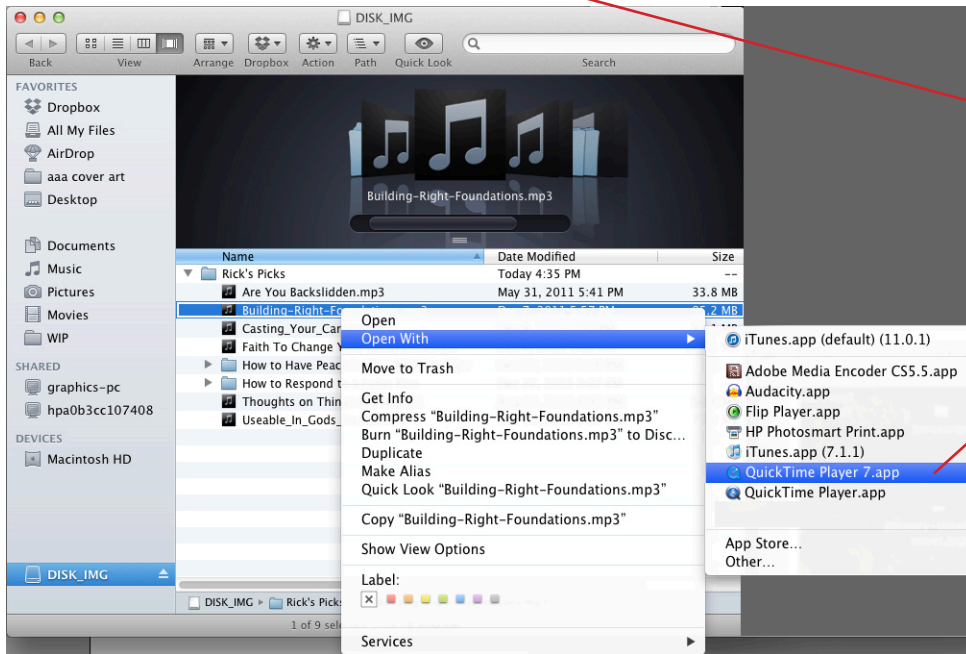 DISK_IMG
Back View Arrange Dropbox Action Path Quick Look Search
FAVORITES
Dropbox
All My Files
AirDrop
aaa cover art
Desktop
Documents
Music
Pictures
Movies
WIP
SHARED
graphics-pc
hpa0b3cc107408
DEVICES
Macintosh HD
DISK_IMG
Building-Right-Foundations.mp3
Name Date Modified Size
Rick's Picks Today 4:35 PM --
Are You Backslidden.mp3 May 31, 2011 5:41 PM 33.8 MB
Building-Right-Fo
Casting_Your_Car
Faith To Change Y
How to Have Peac
How to Respond t
Thoughts on Thin
Useable_In_Gods_
DISK_IMG ▸ Rick's Picks
1 of 9 sele
Open
Open With
Move to Trash
Get Info
Compress “Building-Right-Foundations.mp3”
Burn “Building-Right-Foundations.mp3” to Disc...
Duplicate
Make Alias
Quick Look “Building-Right-Foundations.mp3”
Copy “Building-Right-Foundations.mp3”
Show View Options
Label:
Services
iTunes.app (default) (11.0.1)
Adobe Media Encoder CS5.5.app
Audacity.app
Flip Player.app
HP Photosmart Print.app
iTunes.app (7.1.1)
QuickTime Player 7.app
QuickTime Player.app
App Store...
Other...